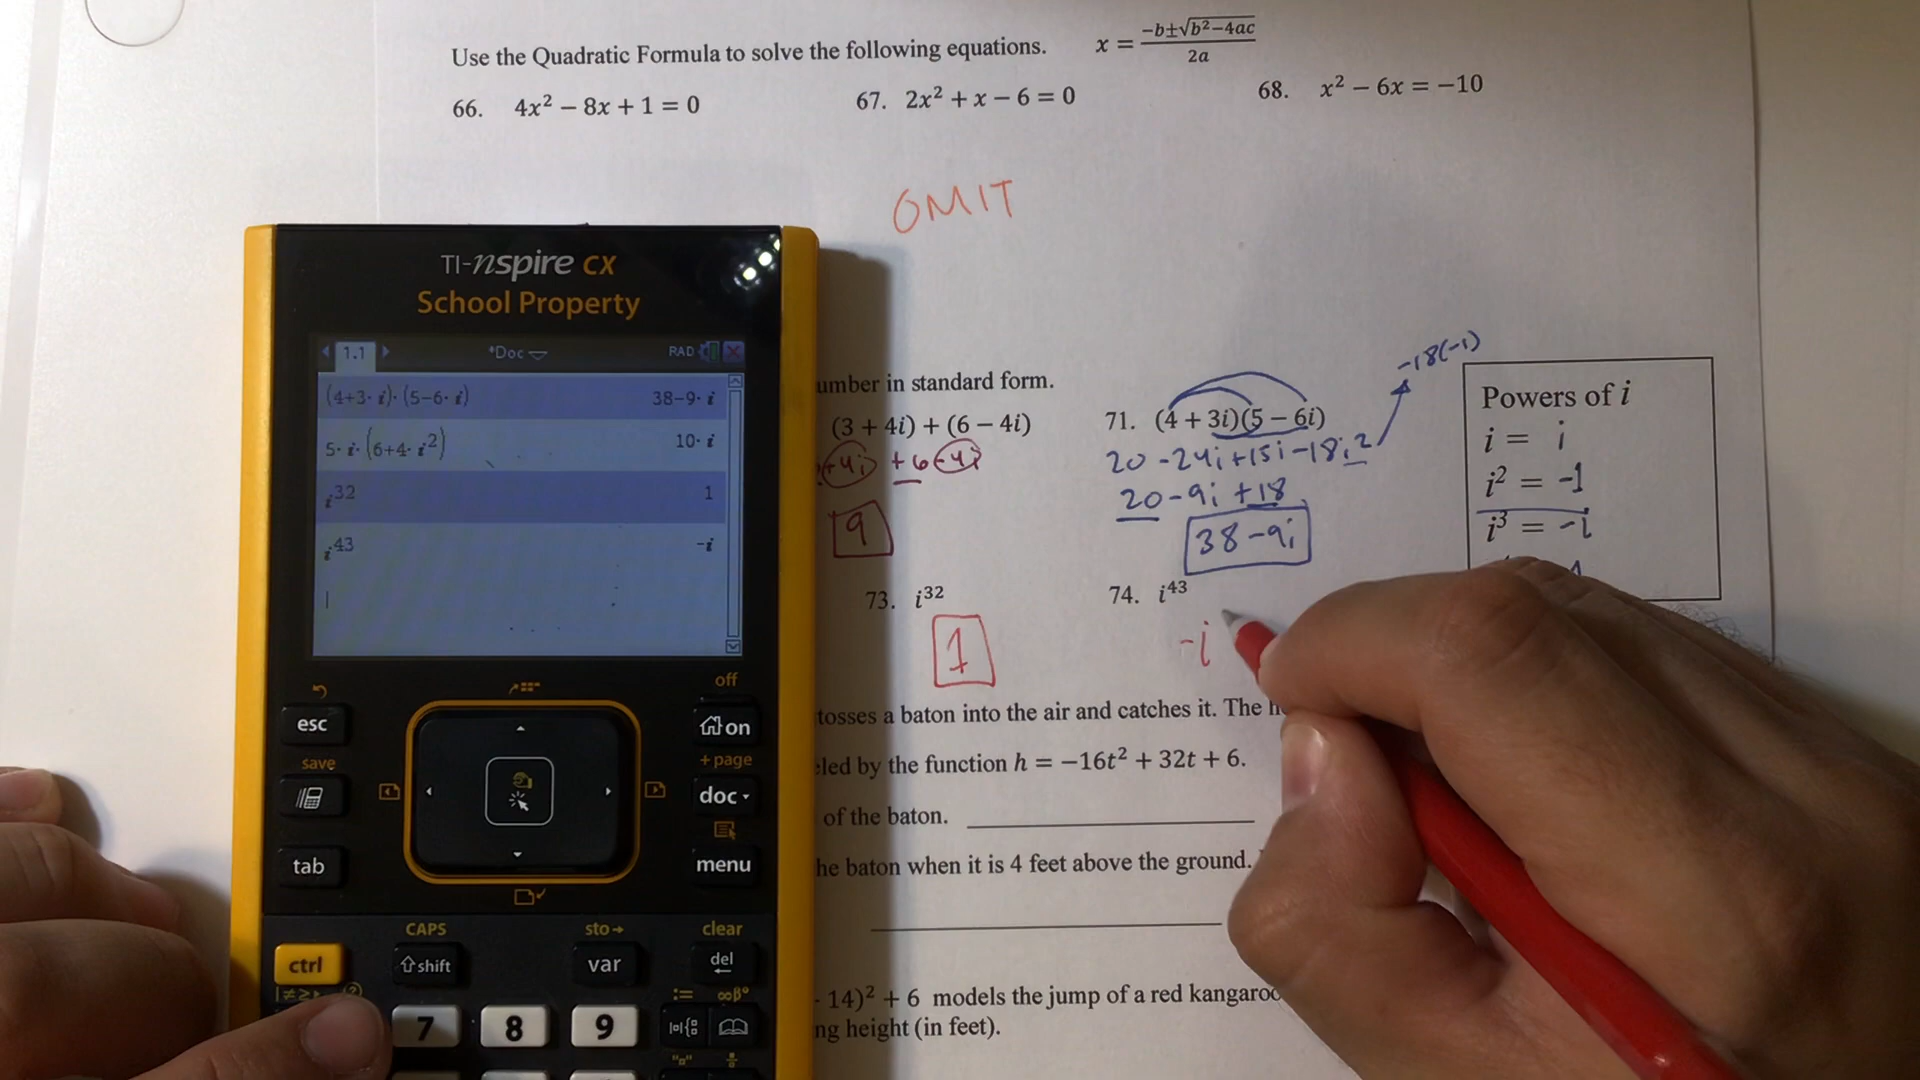 Use the Quadratic Formula to solve the following equations. x = −b±√b²−4ac / 2a
66. 4x² − 8x + 1 = 0
67. 2x² + x − 6 = 0
68. x² − 6x = −10
OMIT
TI-nspire CX
School Property
1.1 *Doc RAD
(4+3·i)·(5−6·i) 38−9·i
5·i·(6+4·i²) 10·i
i³² 1
i⁴³ -i
off
esc
on
save
+ page
doc
tab
menu
CAPS
sto→
clear
ctrl
shift
var
del
|≠≥▸
:=
∞β°
7
8
9
umber in standard form.
(3 + 4i) + (6 − 4i)
+4i +6 −4i
9
71. (4 + 3i)(5 − 6i)
-18(-1)
20 -24i +15i -18i²
20 - 9i + 18
38 - 9i
Powers of i
i = i
i² = -1
i³ = -i
73. i³²
1
74. i⁴³
-i
tosses a baton into the air and catches it. The
led by the function h = −16t² + 32t + 6.
of the baton.
he baton when it is 4 feet above the ground.
- 14)² + 6 models the jump of a red kangaroo
ng height (in feet).